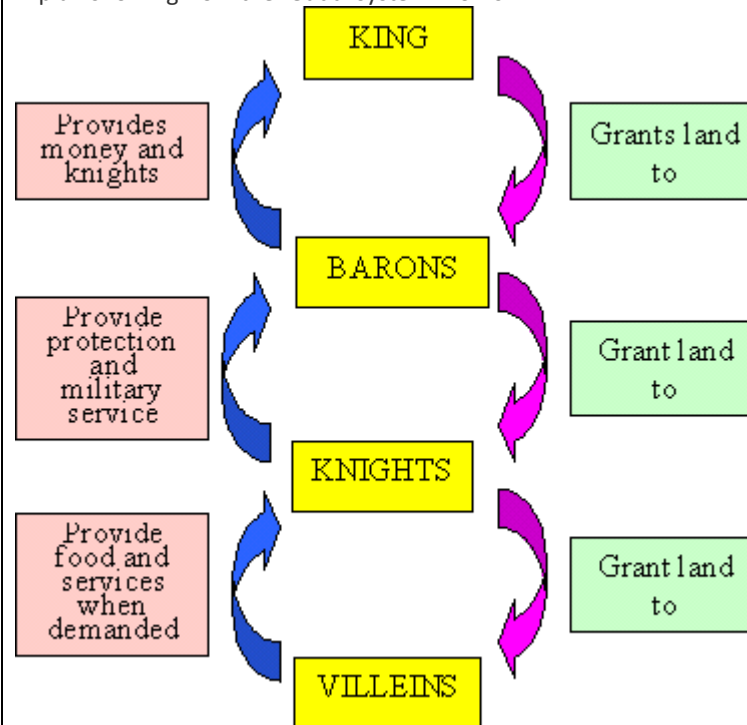 KING
Provides
money and
knights
Grants land
to
BARONS
Provide
protection
and
military
service
Grant land
to
KNIGHTS
Provide
food and
services
when
demanded
Grant land
to
VILLEINS